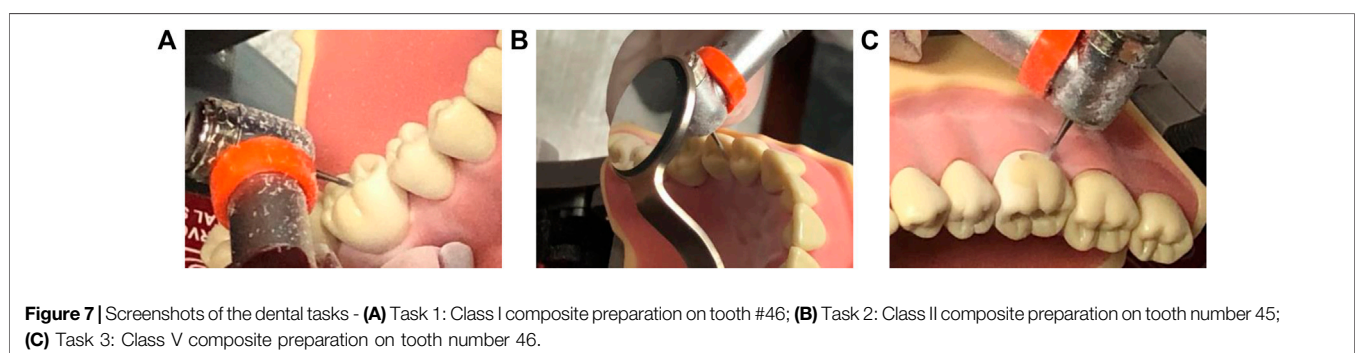 A
B
C
Figure 7 | Screenshots of the dental tasks - (A) Task 1: Class I composite preparation on tooth #46; (B) Task 2: Class II composite preparation on tooth number 45;
(C) Task 3: Class V composite preparation on tooth number 46.